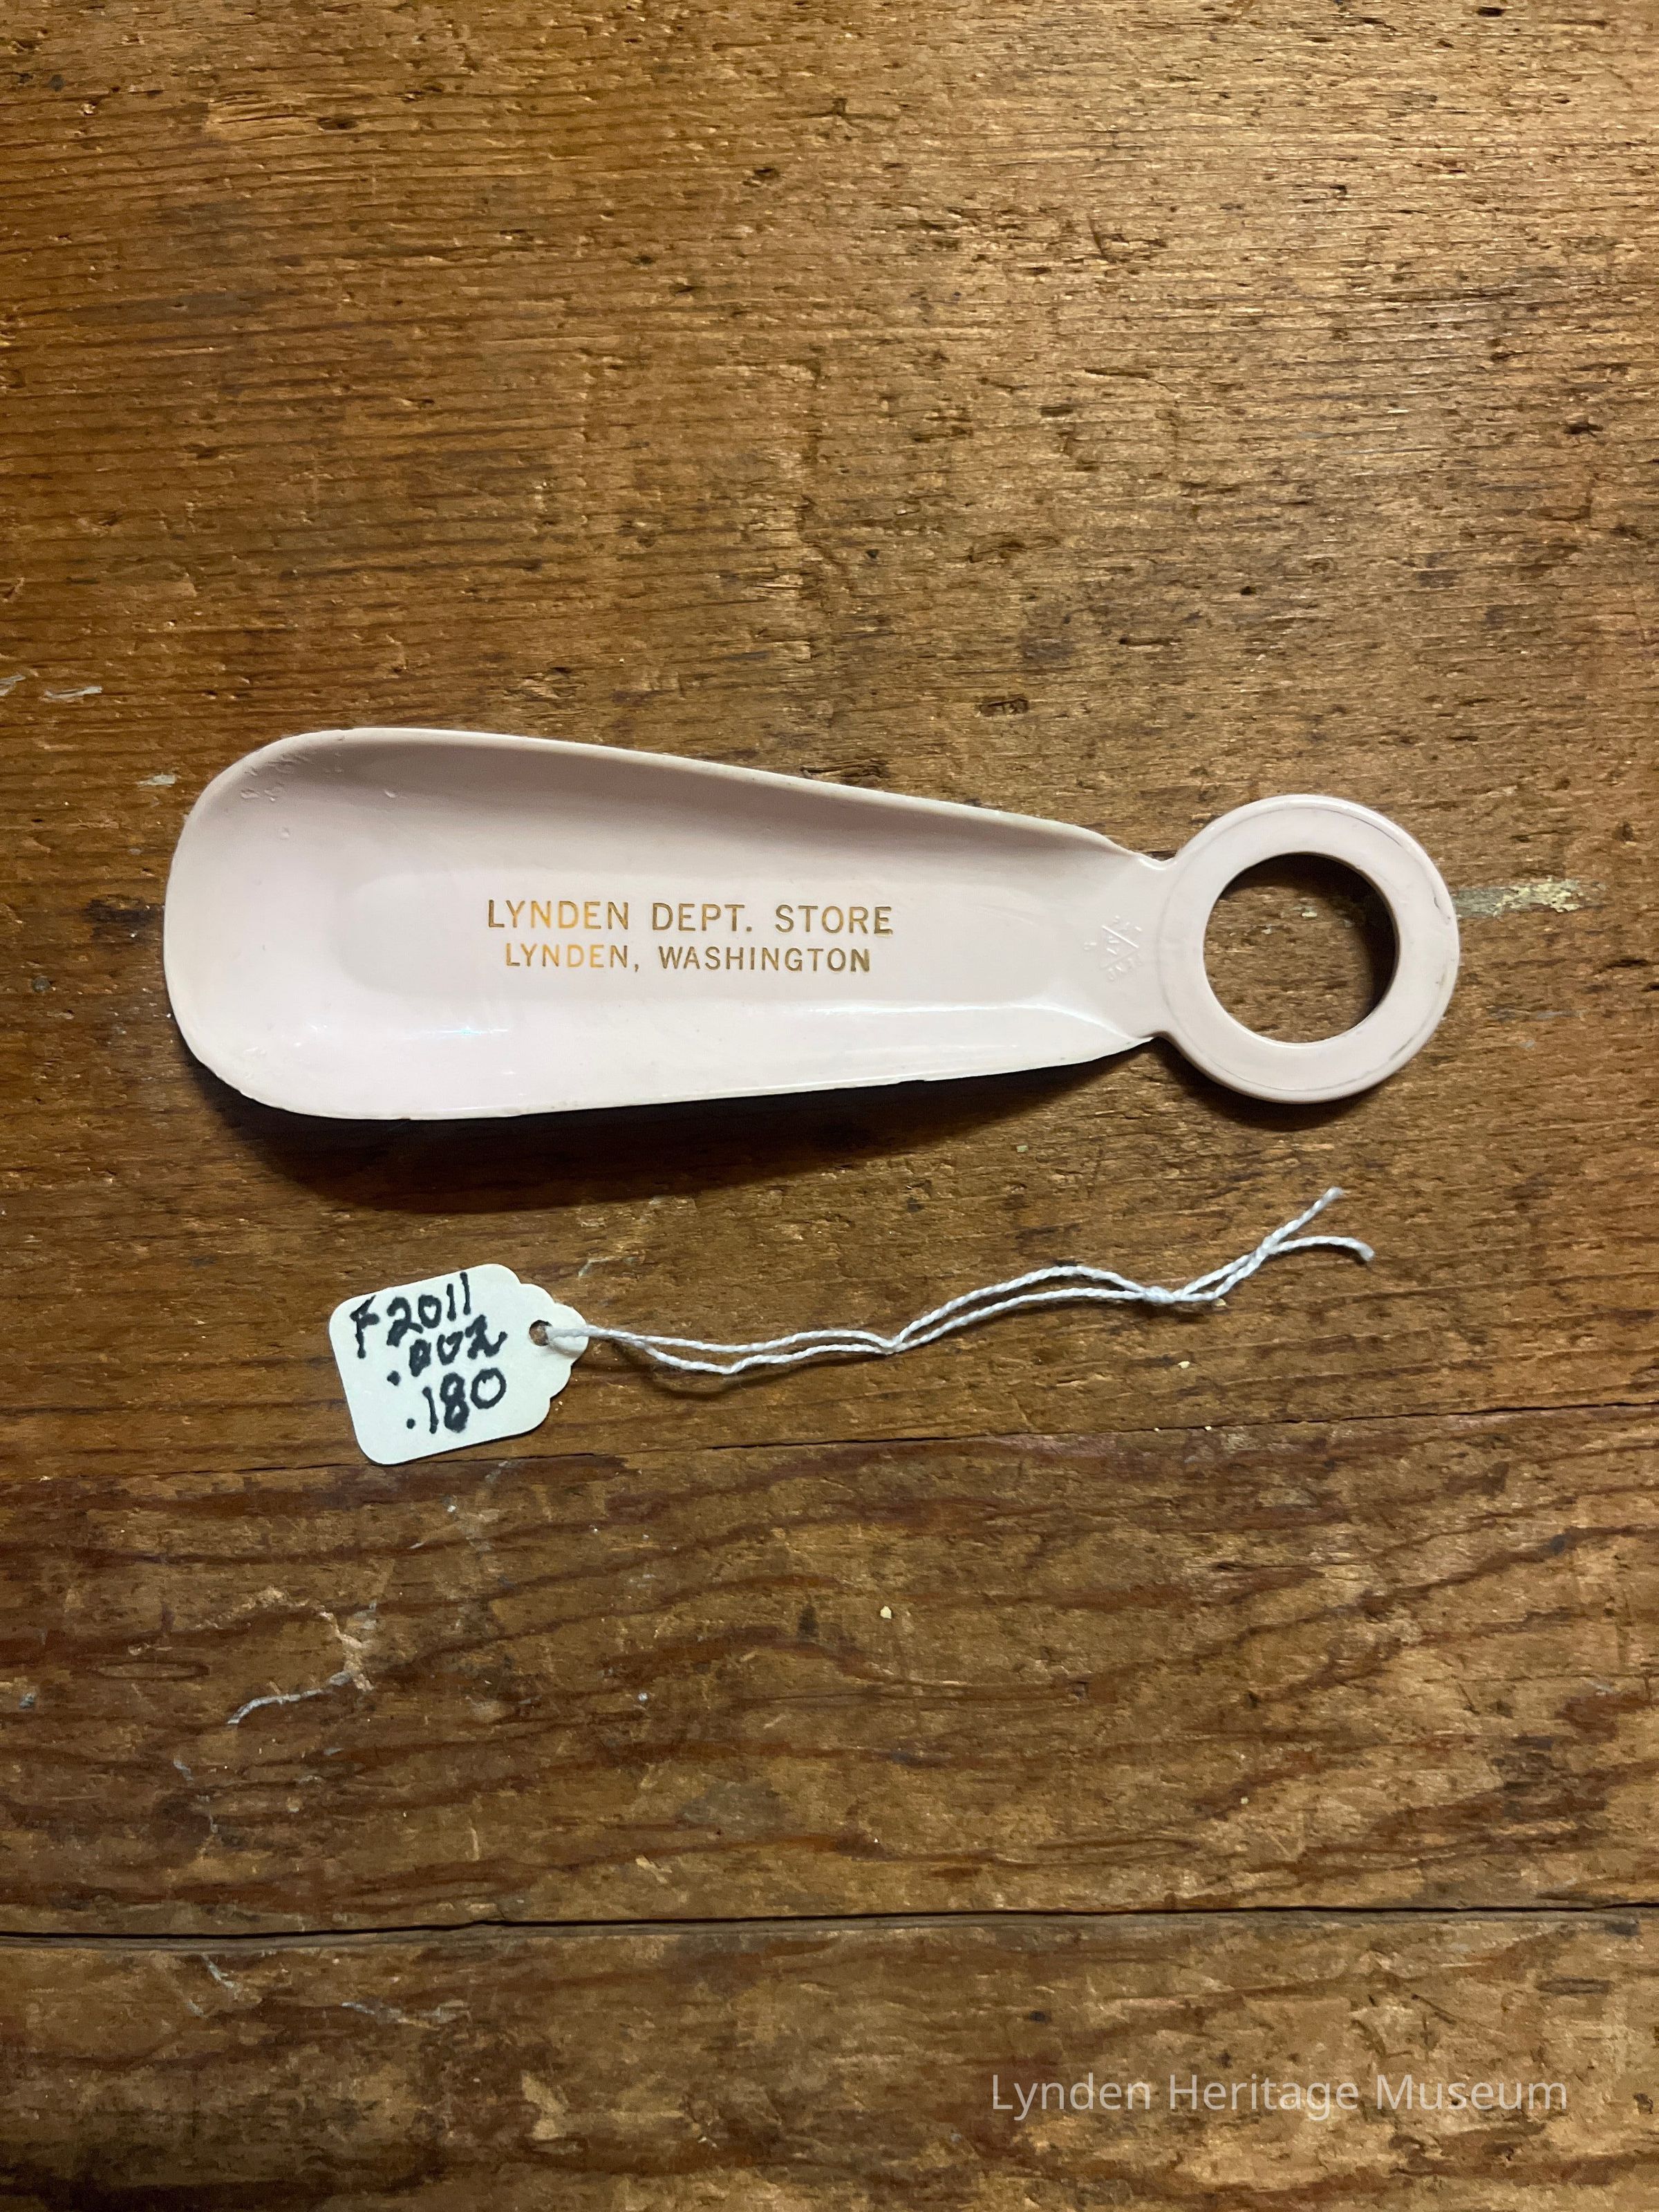 LYNDEN DEPT. STORE
LYNDEN, WASHINGTON
F2011
.002
.180
Lynden Heritage Museum